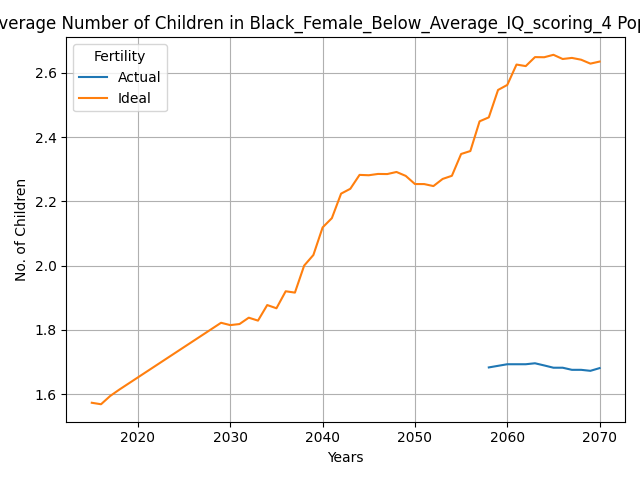 verage Number of Children in Black_Female_Below_Average_IQ_scoring_4 Pop
Fertility
Actual
Ideal
2.6
2.4
2.2
2.0
1.8
1.6
No. of Children
2020 2030 2040 2050 2060 2070
Years